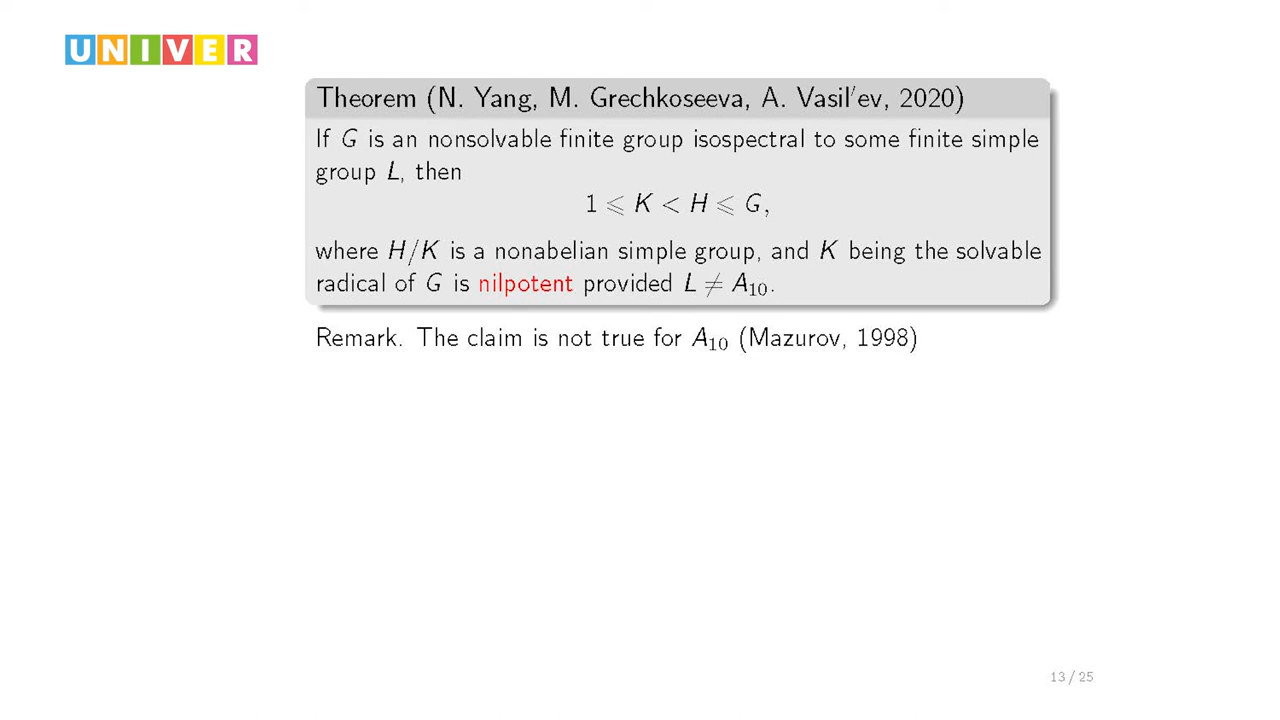 UNIVER
Theorem (N. Yang, M. Grechkoseeva, A. Vasil′ev, 2020)
If G is an nonsolvable finite group isospectral to some finite simple
group L, then
1 ⩽ K < H ⩽ G,
where H/K is a nonabelian simple group, and K being the solvable
radical of G is nilpotent provided L ≠ A₁₀.
Remark. The claim is not true for A₁₀ (Mazurov, 1998)
13 / 25